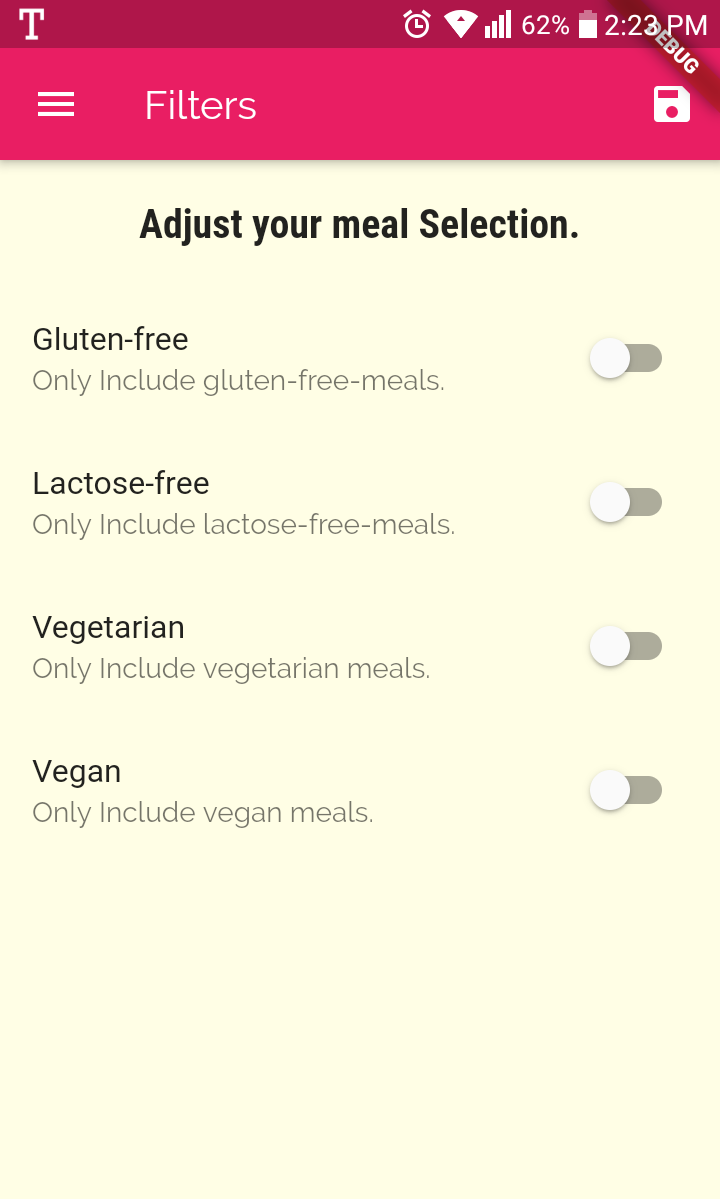 T 62% 2:23 PM
DEBUG
Filters
Adjust your meal Selection.
Gluten-free
Only Include gluten-free-meals.
Lactose-free
Only Include lactose-free-meals.
Vegetarian
Only Include vegetarian meals.
Vegan
Only Include vegan meals.